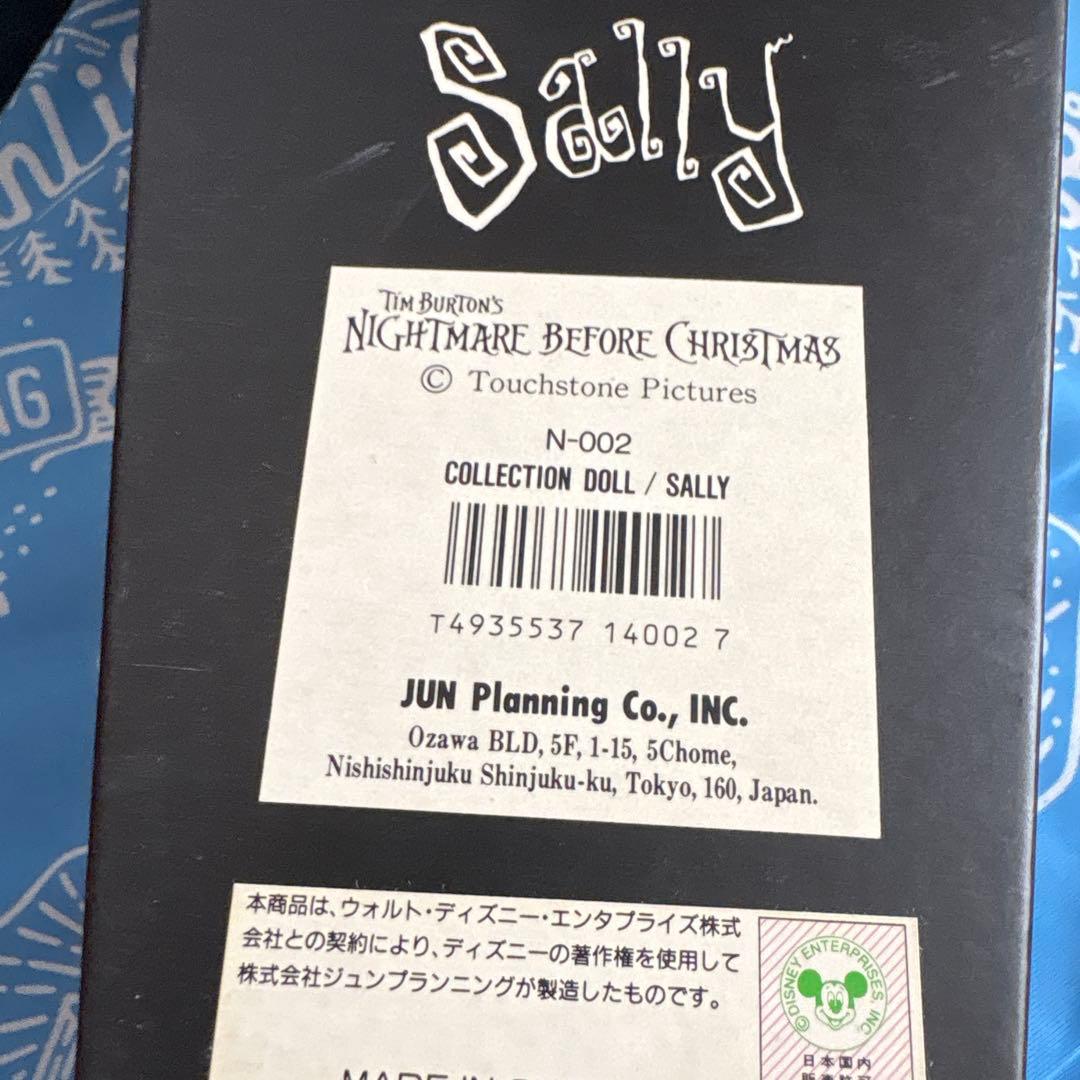 Sally
TIM BURTON'S
NIGHTMARE BEFORE CHRISTMAS
© Touchstone Pictures
N-002
COLLECTION DOLL / SALLY
T4935537 14002 7
JUN Planning Co., INC.
Ozawa BLD, 5F, 1-15, 5Chome,
Nishishinjuku Shinjuku-ku, Tokyo, 160, Japan.
本商品は、ウォルト・ディズニー・エンタプライズ株式
会社との契約により、ディズニーの著作権を使用して
株式会社ジュンプランニングが製造したものです。
©DISNEY ENTERPRISES, INC
日本国内
MADE IN